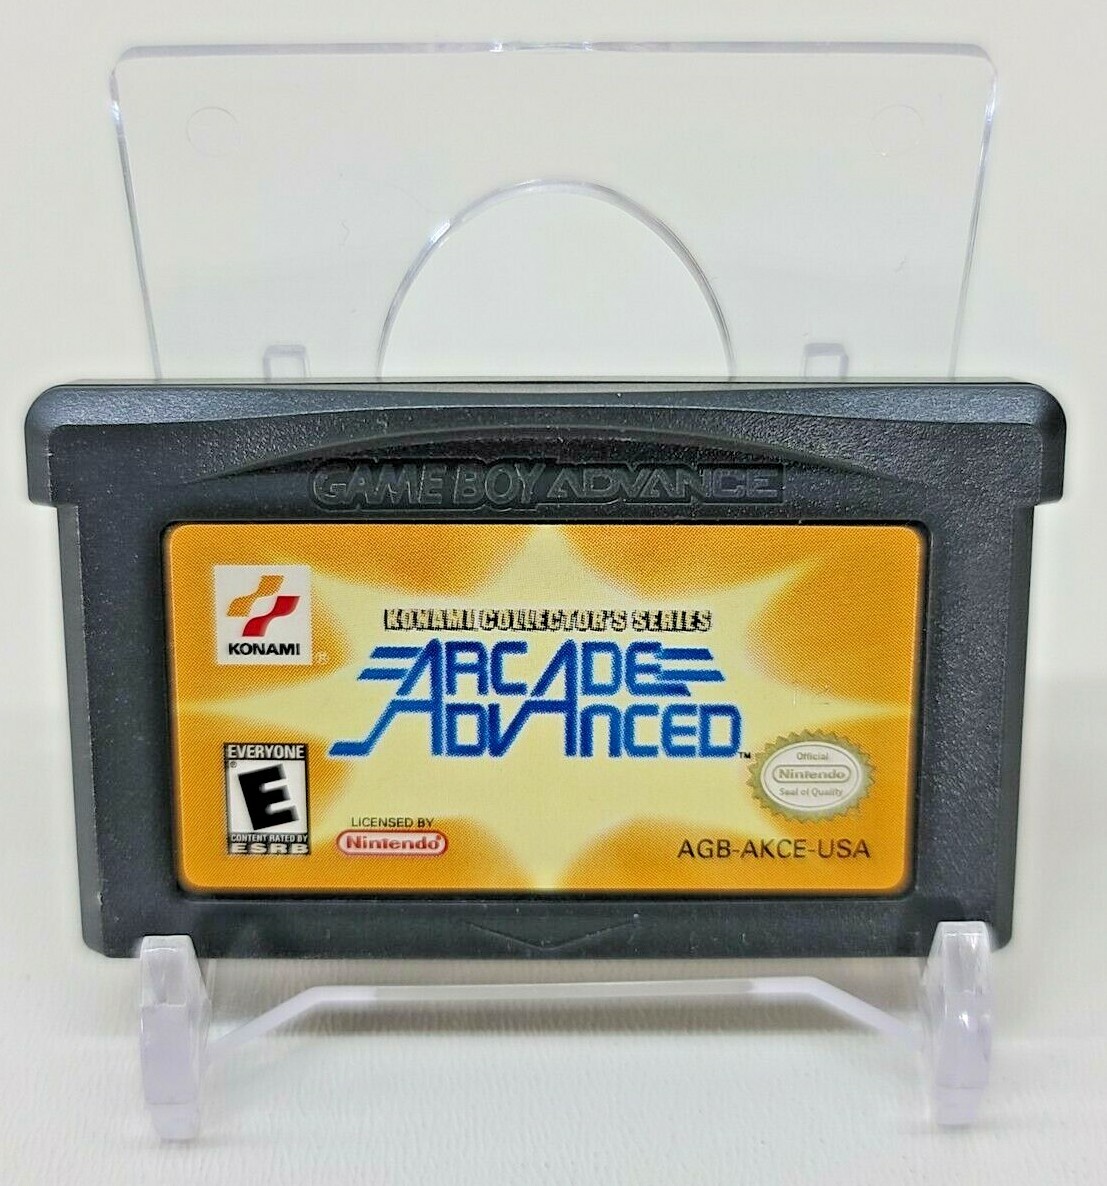 GAME BOY ADVANCE
KONAMI
®
KONAMI COLLECTOR'S SERIES
ARCADE
ADVANCED™
EVERYONE
E
®
CONTENT RATED BY
ESRB
LICENSED BY
Nintendo®
Official
Nintendo
Seal of Quality
AGB-AKCE-USA